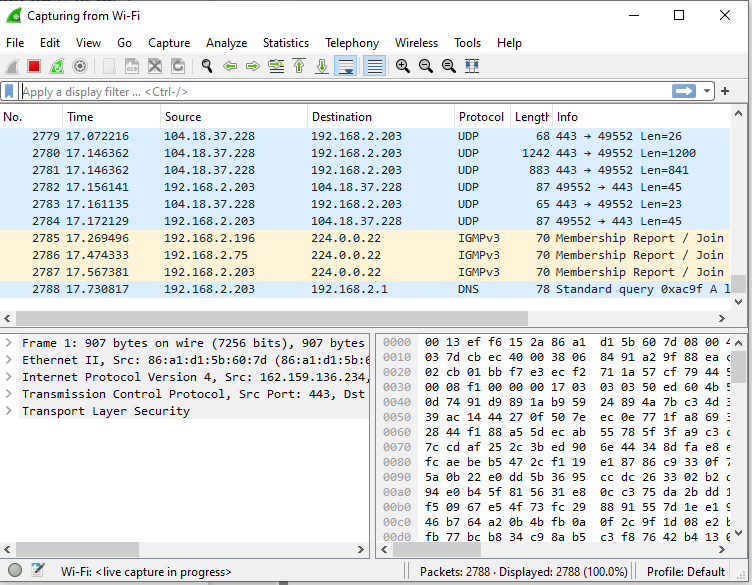 Capturing from Wi-Fi
File Edit View Go Capture Analyze Statistics Telephony Wireless Tools Help
Apply a display filter ... <Ctrl-/>
No. Time Source Destination Protocol Length Info
2779 17.072216 104.18.37.228 192.168.2.203 UDP 68 443 → 49552 Len=26
2780 17.146362 104.18.37.228 192.168.2.203 UDP 1242 443 → 49552 Len=1200
2781 17.146362 104.18.37.228 192.168.2.203 UDP 883 443 → 49552 Len=841
2782 17.156141 192.168.2.203 104.18.37.228 UDP 87 49552 → 443 Len=45
2783 17.161135 104.18.37.228 192.168.2.203 UDP 65 443 → 49552 Len=23
2784 17.172129 192.168.2.203 104.18.37.228 UDP 87 49552 → 443 Len=45
2785 17.269496 192.168.2.196 224.0.0.22 IGMPv3 70 Membership Report / Join
2786 17.474333 192.168.2.75 224.0.0.22 IGMPv3 70 Membership Report / Join
2787 17.567381 192.168.2.203 224.0.0.22 IGMPv3 70 Membership Report / Join
2788 17.730817 192.168.2.203 192.168.2.1 DNS 78 Standard query 0xac9f A l
Frame 1: 907 bytes on wire (7256 bits), 907 bytes
Ethernet II, Src: 86:a1:d1:5b:60:7d (86:a1:d1:5b:6
Internet Protocol Version 4, Src: 162.159.136.234,
Transmission Control Protocol, Src Port: 443, Dst
Transport Layer Security
0000 00 13 ef f6 15 2a 86 a1 d1 5b 60 7d 08 00 4
0010 03 7d cb ec 40 00 38 06 84 91 a2 9f 88 ea c
0020 02 cb 01 bb f7 e3 ec f2 71 1a 57 cf 79 44 5
0030 00 08 f1 00 00 00 17 03 03 03 50 ed 60 4b 5
0040 0d 74 91 d9 89 1a b9 59 24 89 4a 7b c3 4d 3
0050 39 ac 14 44 27 0f 50 7e ec 0e 77 1f a8 69 3
0060 28 44 f1 88 a5 5d ec ab 55 78 5f 3f a9 c3 c
0070 7c cd af 25 2c 3b ed 90 6e 44 34 8d fa e8 e
0080 fc ae be b5 47 2c f1 19 e1 87 86 c9 33 0f 7
0090 5a 0b 22 e0 dd 5b 36 95 cc dc 26 33 02 b2 d
00a0 94 e0 b4 5f 81 56 31 e8 0c c3 75 da 2b dd 1
00b0 f5 09 67 e5 4f 73 fc 29 88 91 55 7d 1e e1 9
00c0 46 b7 64 a2 0b 4b fb 0a 0f 2c 9f 1d 08 e2 b
00d0 fb 77 bc b8 34 c9 8a b5 c3 f8 76 42 b4 13 0
Wi-Fi: <live capture in progress> Packets: 2788 · Displayed: 2788 (100.0%) Profile: Default